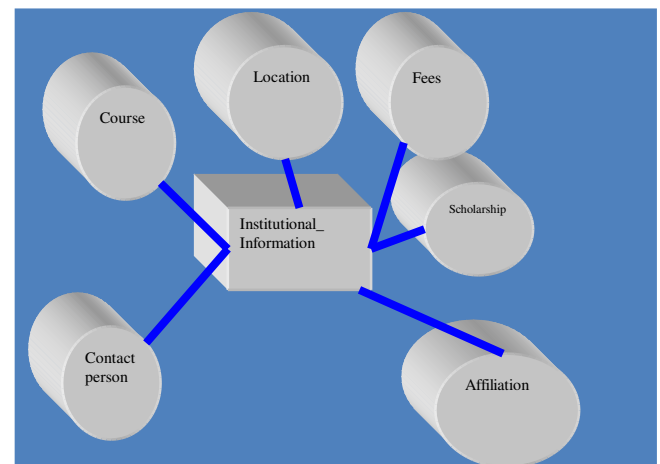 Location
Fees
Course
Scholarship
Institutional_
Information
Contact
person
Affiliation